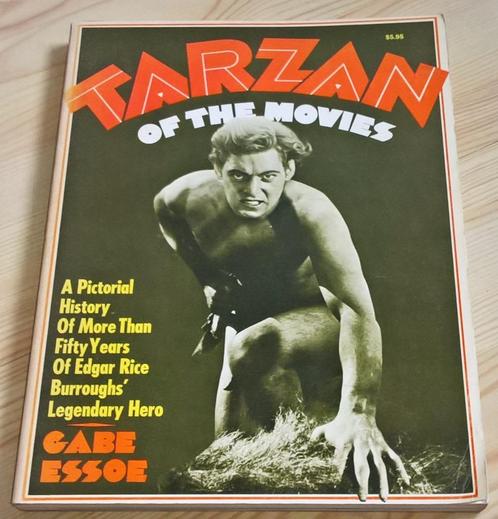 $5.95
TARZAN
OF THE MOVIES
A Pictorial
History
Of More Than
Fifty Years
Of Edgar Rice
Burroughs'
Legendary Hero
GABE
ESSOE